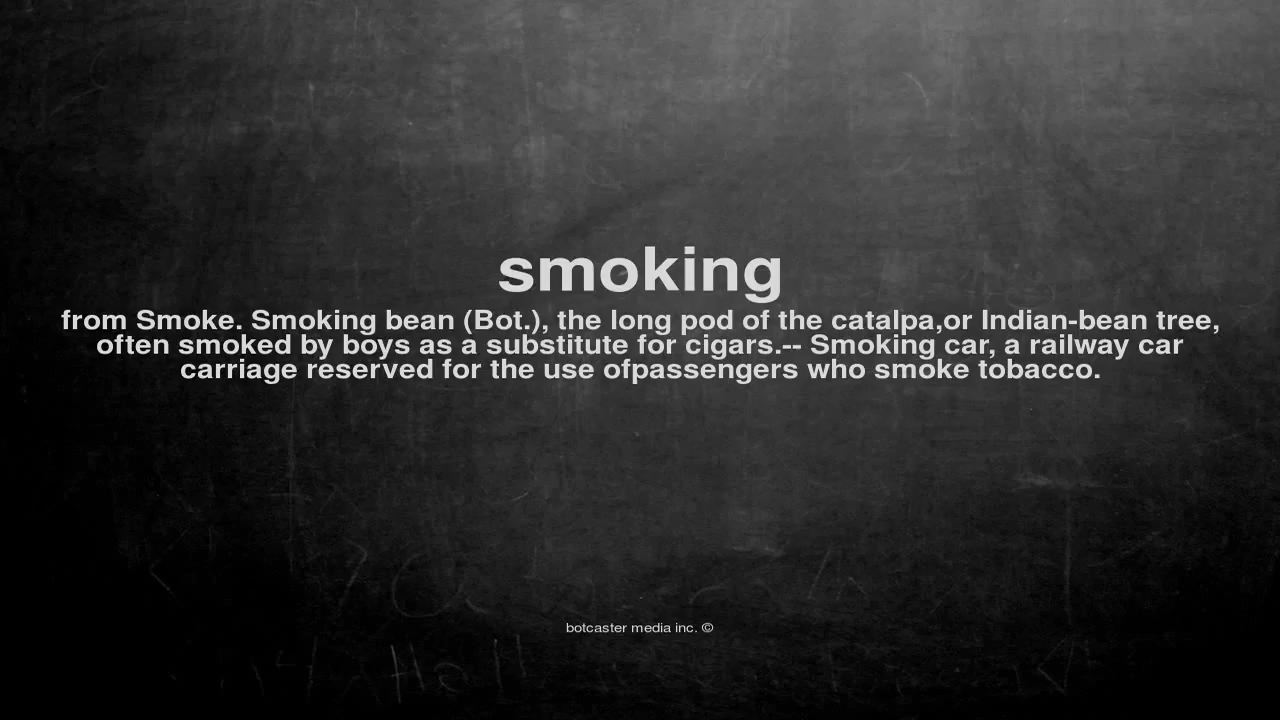 smoking
from Smoke. Smoking bean (Bot.), the long pod of the catalpa,or Indian-bean tree,
often smoked by boys as a substitute for cigars.-- Smoking car, a railway car
carriage reserved for the use ofpassengers who smoke tobacco.
botcaster media inc. ©